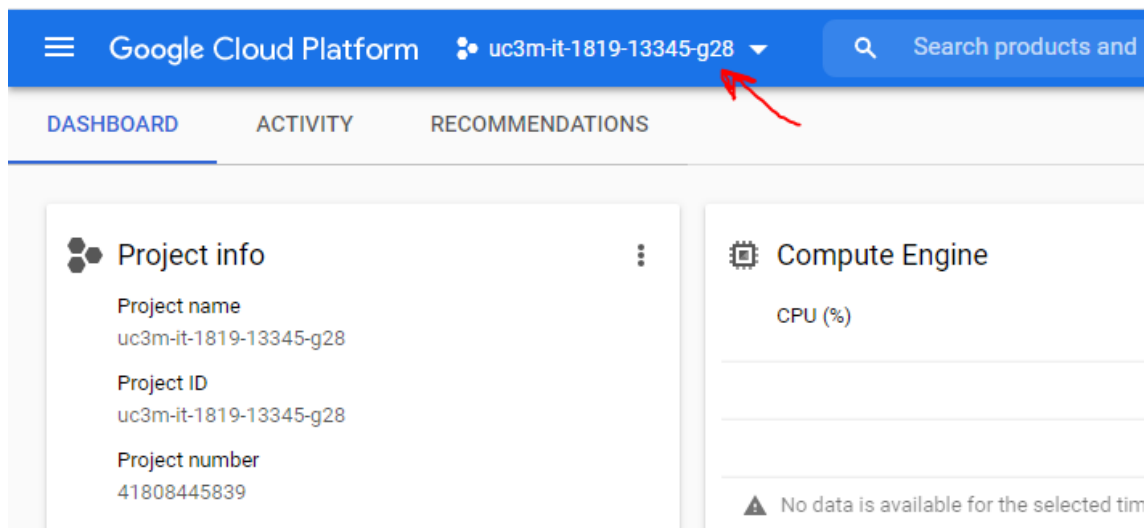 Google Cloud Platform uc3m-it-1819-13345-g28 Search products and
DASHBOARD ACTIVITY RECOMMENDATIONS
Project info
Project name
uc3m-it-1819-13345-g28
Project ID
uc3m-it-1819-13345-g28
Project number
41808445839
Compute Engine
CPU (%)
No data is available for the selected tim